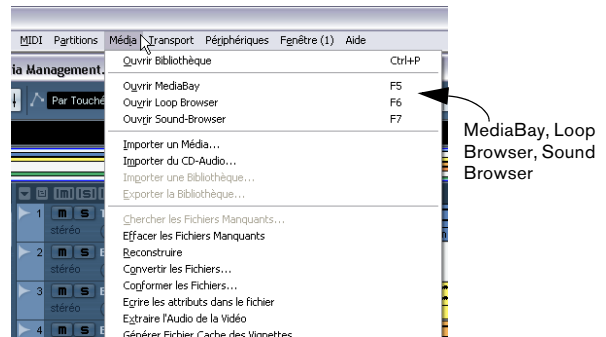 MIDI Partitions Média Transport Périphériques Fenêtre (1) Aide
ia Management.
Par Touche
Ouvrir Bibliothèque Ctrl+P
Ouvrir MediaBay F5
Ouvrir Loop Browser F6
Ouvrir Sound-Browser F7
MediaBay, Loop
Browser, Sound
Browser
Importer un Média...
Importer du CD-Audio...
Importer une Bibliothèque...
Exporter la Bibliothèque...
Chercher les Fichiers Manquants...
Effacer les Fichiers Manquants
Reconstruire
Convertir les Fichiers...
Conformer les Fichiers...
Ecrire les attributs dans le fichier
Extraire l'Audio de la Vidéo
Générer Fichier Cache des Vignettes
1 m S
stéréo
2 m S E
stéréo
3 m S E
stéréo
4 m S E